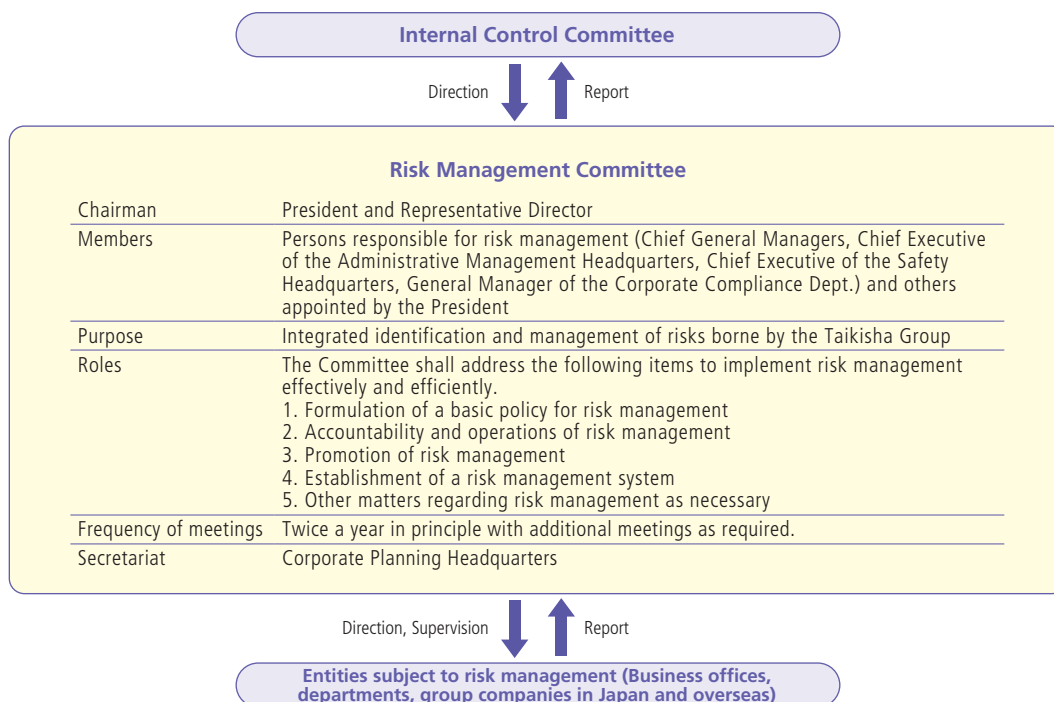 Internal Control Committee
Direction
Report
Risk Management Committee
Chairman President and Representative Director
Members Persons responsible for risk management (Chief General Managers, Chief Executive
of the Administrative Management Headquarters, Chief Executive of the Safety
Headquarters, General Manager of the Corporate Compliance Dept.) and others
appointed by the President
Purpose Integrated identification and management of risks borne by the Taikisha Group
Roles The Committee shall address the following items to implement risk management
effectively and efficiently.
1. Formulation of a basic policy for risk management
2. Accountability and operations of risk management
3. Promotion of risk management
4. Establishment of a risk management system
5. Other matters regarding risk management as necessary
Frequency of meetings Twice a year in principle with additional meetings as required.
Secretariat Corporate Planning Headquarters
Direction, Supervision
Report
Entities subject to risk management (Business offices,
departments, group companies in Japan and overseas)